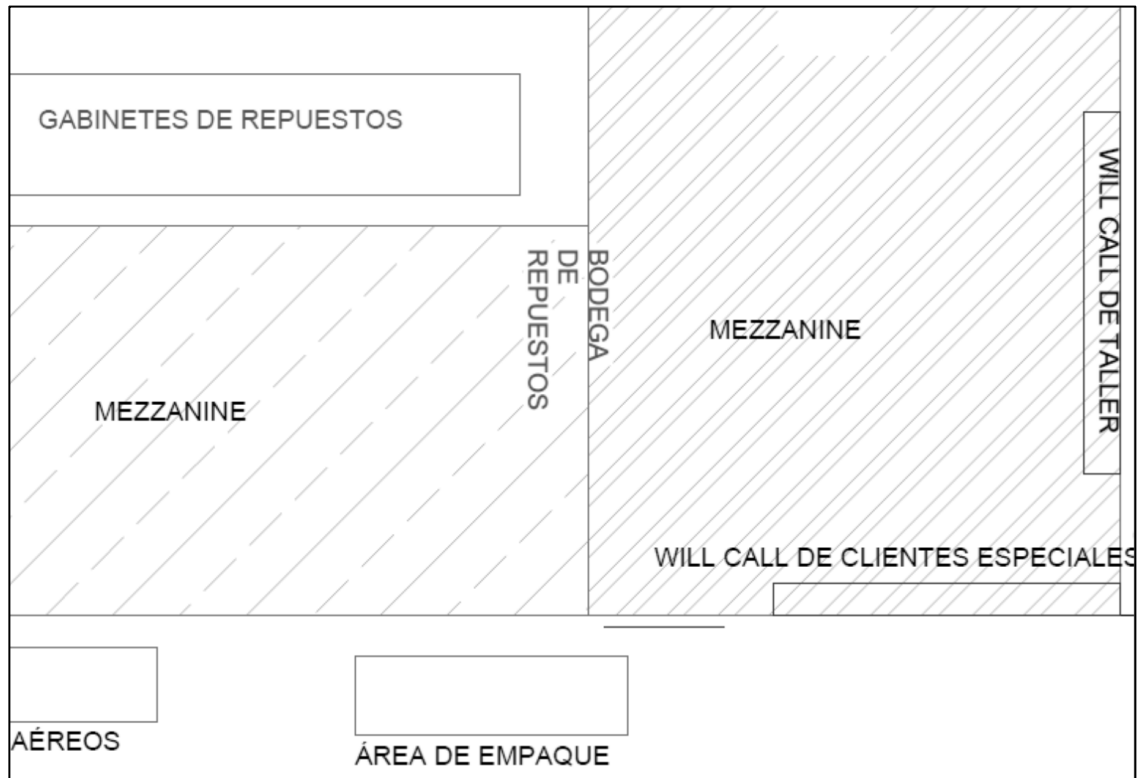 GABINETES DE REPUESTOS
WILL CALL DE TALLER
BODEGA
DE
REPUESTOS
MEZZANINE
MEZZANINE
WILL CALL DE CLIENTES ESPECIALES
AÉREOS
ÁREA DE EMPAQUE